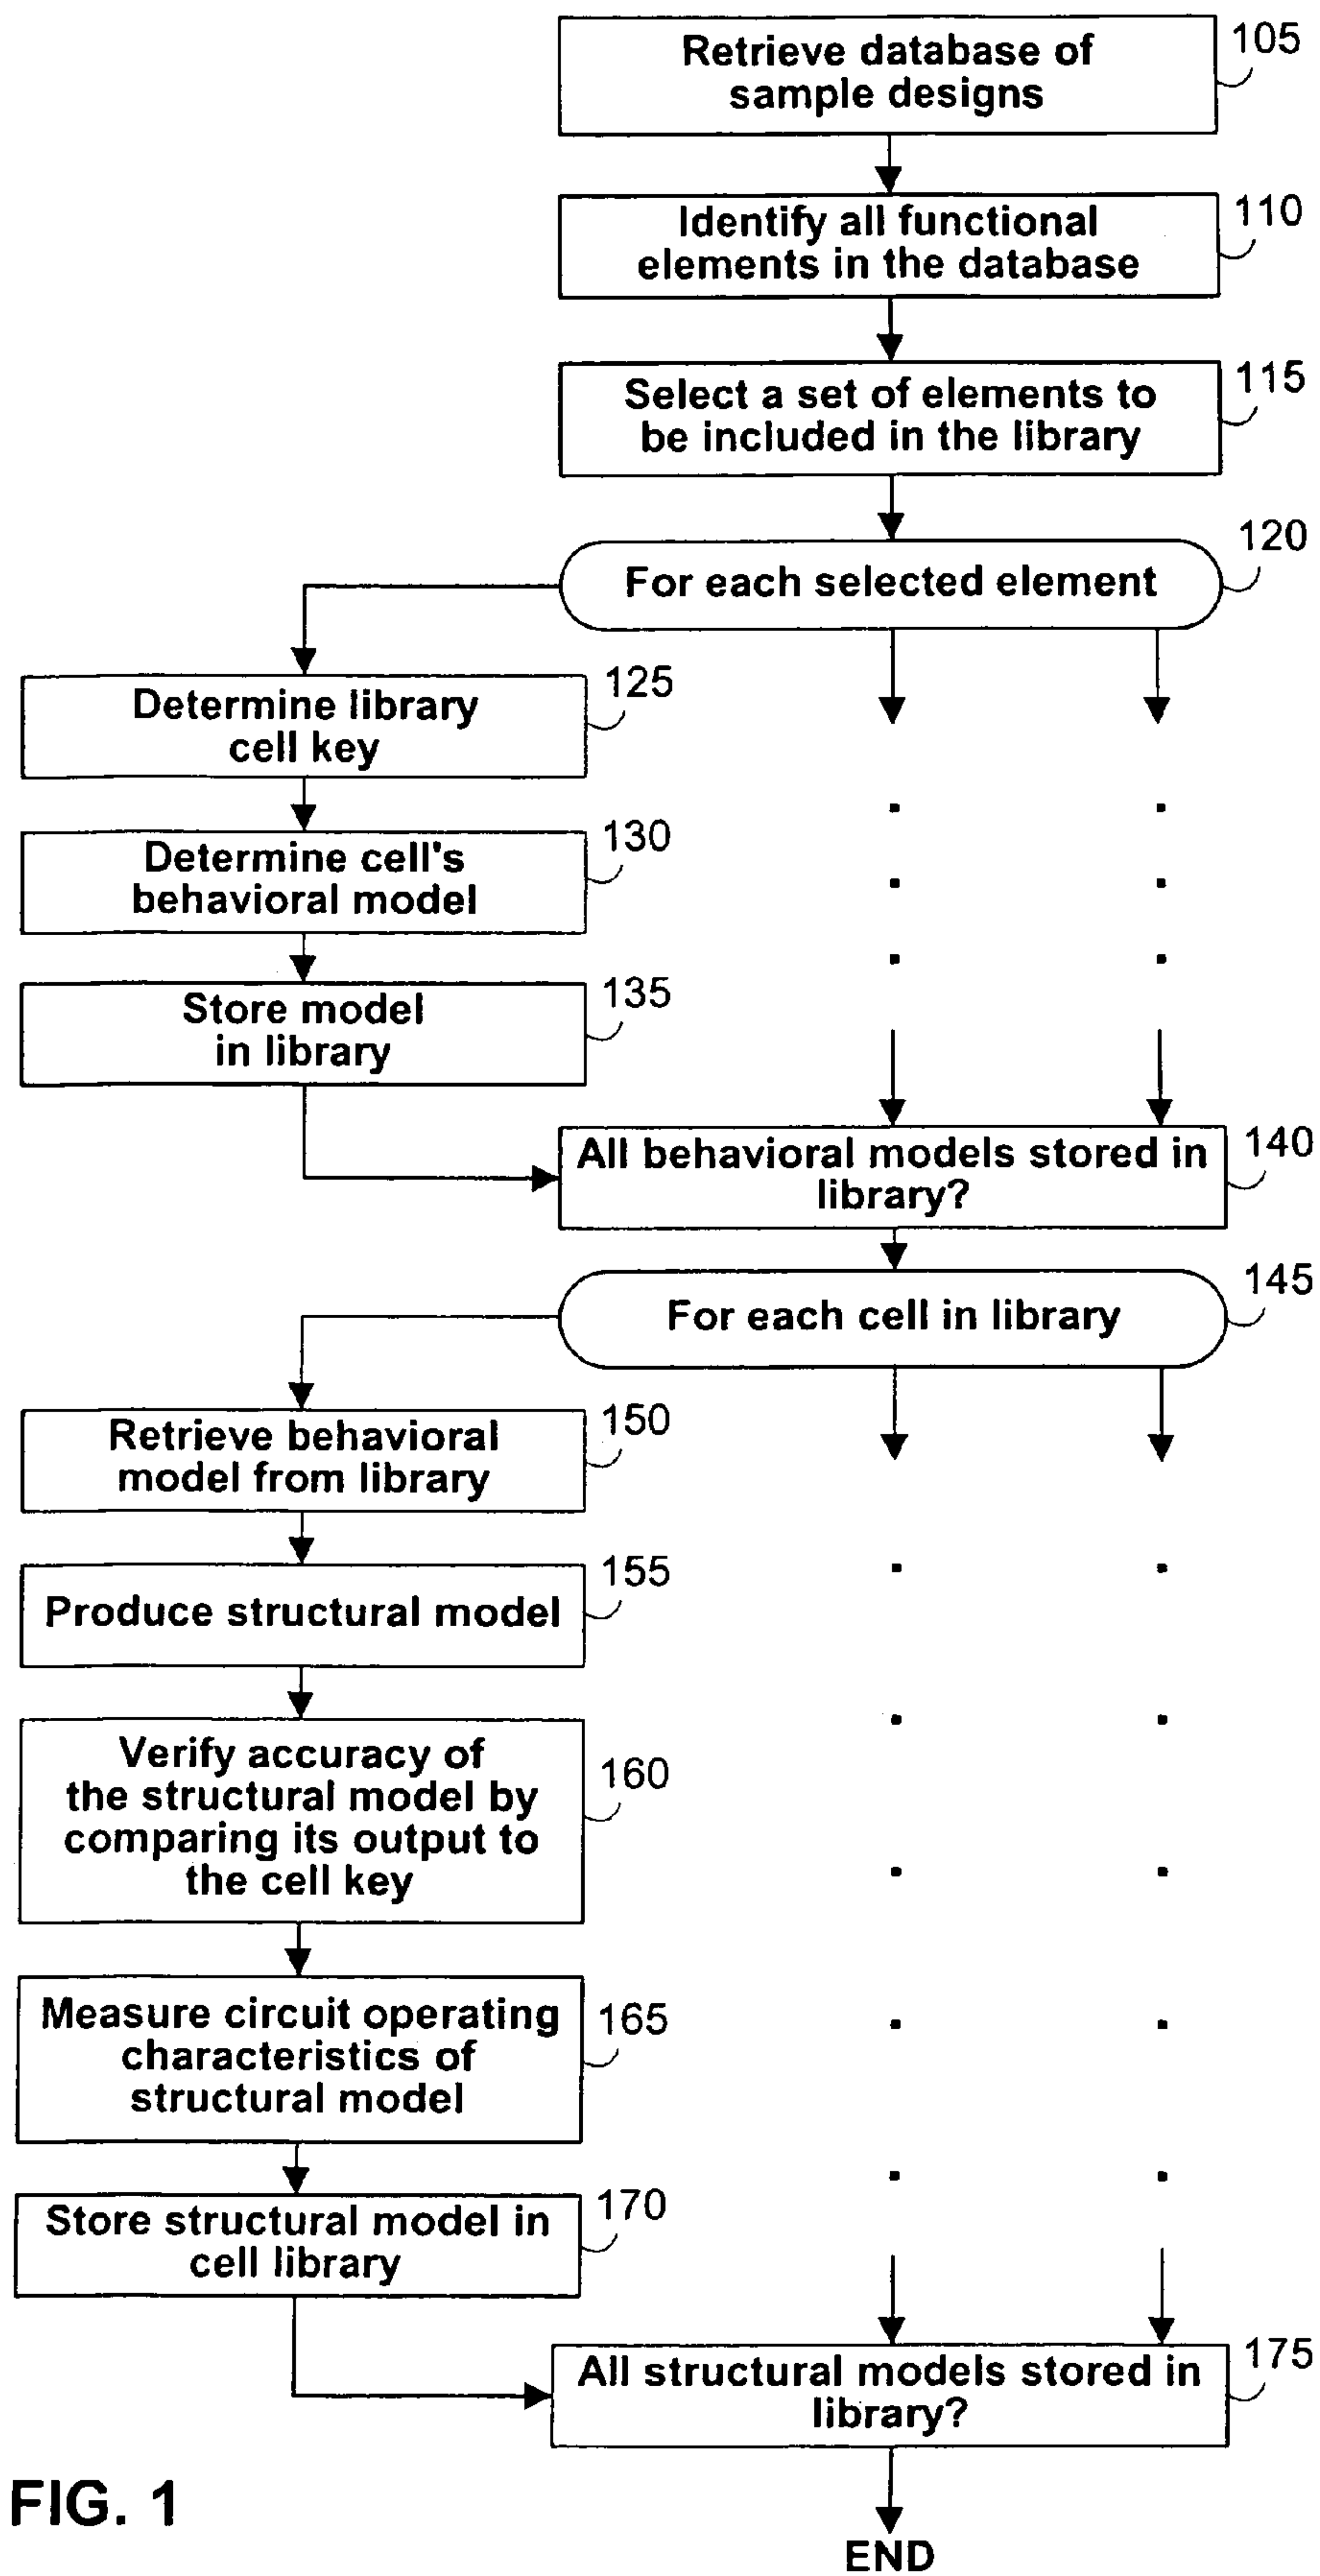 Retrieve database of
sample designs
105
Identify all functional
elements in the database
110
Select a set of elements to
be included in the library
115
For each selected element
120
Determine library
cell key
125
Determine cell's
behavioral model
130
Store model
in library
135
All behavioral models stored in
library?
140
For each cell in library
145
Retrieve behavioral
model from library
150
Produce structural model
155
Verify accuracy of
the structural model by
comparing its output to
the cell key
160
Measure circuit operating
characteristics of
structural model
165
Store structural model in
cell library
170
All structural models stored in
library?
175
FIG. 1
END